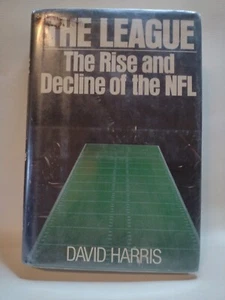 THE LEAGUE
The Rise and
Decline of the NFL
DAVID HARRIS